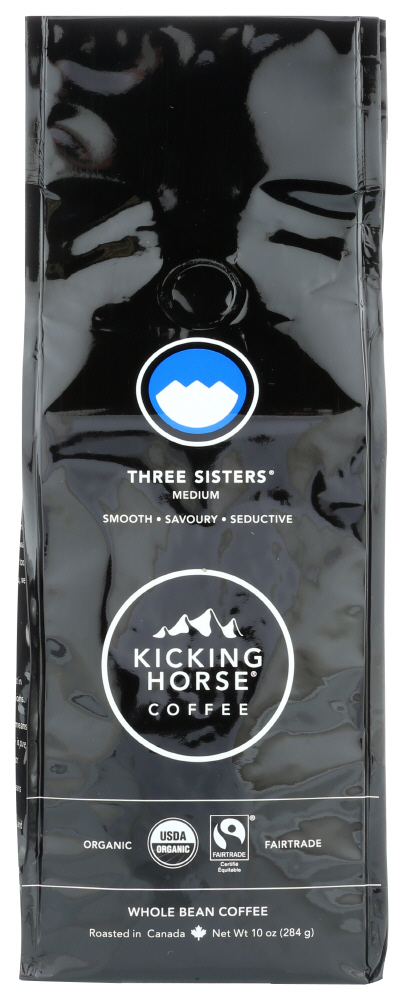 THREE SISTERS®
MEDIUM
SMOOTH • SAVOURY • SEDUCTIVE
KICKING
HORSE®
COFFEE
ORGANIC
USDA
ORGANIC
®
FAIRTRADE
Certifié
Équitable
FAIRTRADE
WHOLE BEAN COFFEE
Roasted in Canada Net Wt 10 oz (284 g)